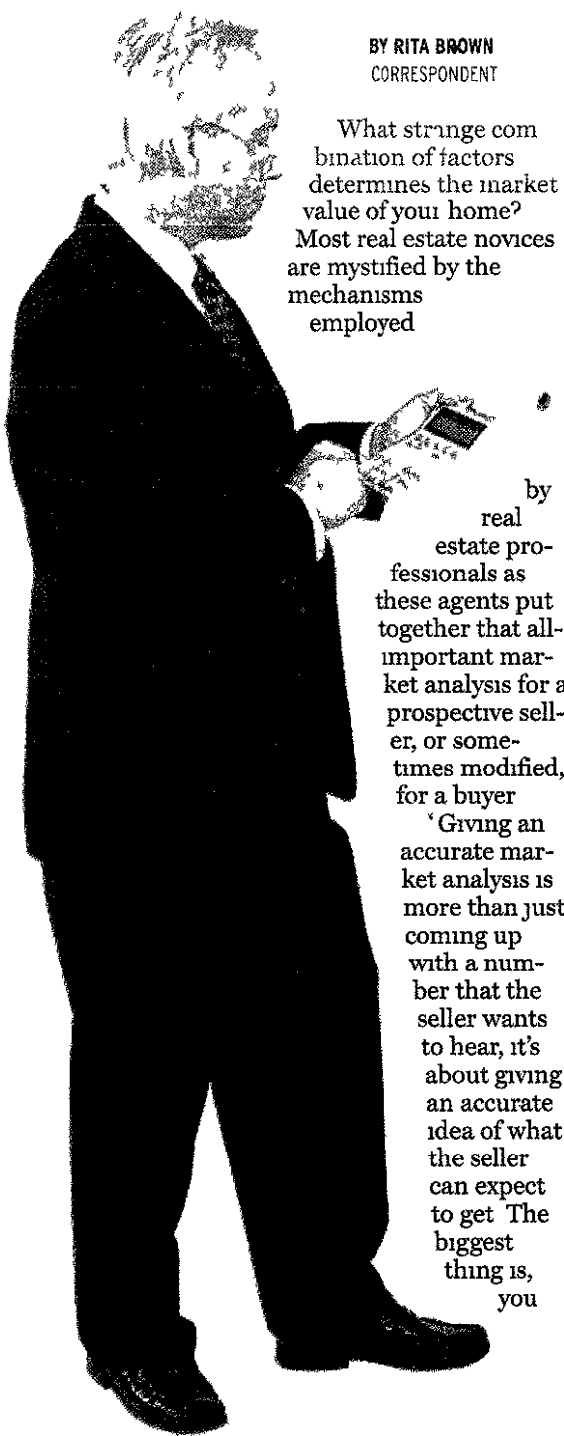 BY RITA BROWN
CORRESPONDENT
What strange com
bination of factors
determines the market
value of your home?
Most real estate novices
are mystified by the
mechanisms
employed
by
real
estate pro-
fessionals as
these agents put
together that all-
important mar-
ket analysis for a
prospective sell-
er, or some-
times modified,
for a buyer
‘Giving an
accurate mar-
ket analysis is
more than just
coming up
with a num-
ber that the
seller wants
to hear, it’s
about giving
an accurate
idea of what
the seller
can expect
to get The
biggest
thing is,
you